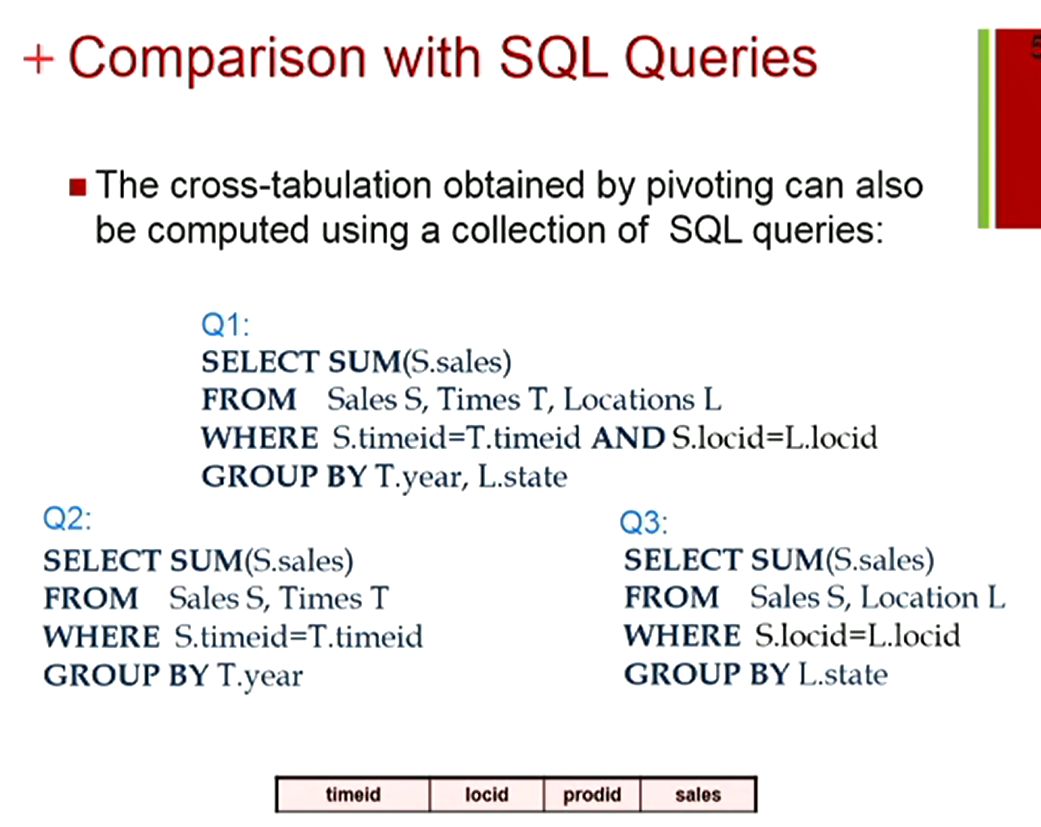 + Comparison with SQL Queries
5
The cross-tabulation obtained by pivoting can also
be computed using a collection of SQL queries:
Q1:
SELECT SUM(S.sales)
FROM Sales S, Times T, Locations L
WHERE S.timeid=T.timeid AND S.locid=L.locid
GROUP BY T.year, L.state
Q2:
SELECT SUM(S.sales)
FROM Sales S, Times T
WHERE S.timeid=T.timeid
GROUP BY T.year
Q3:
SELECT SUM(S.sales)
FROM Sales S, Location L
WHERE S.locid=L.locid
GROUP BY L.state
timeid locid prodid sales